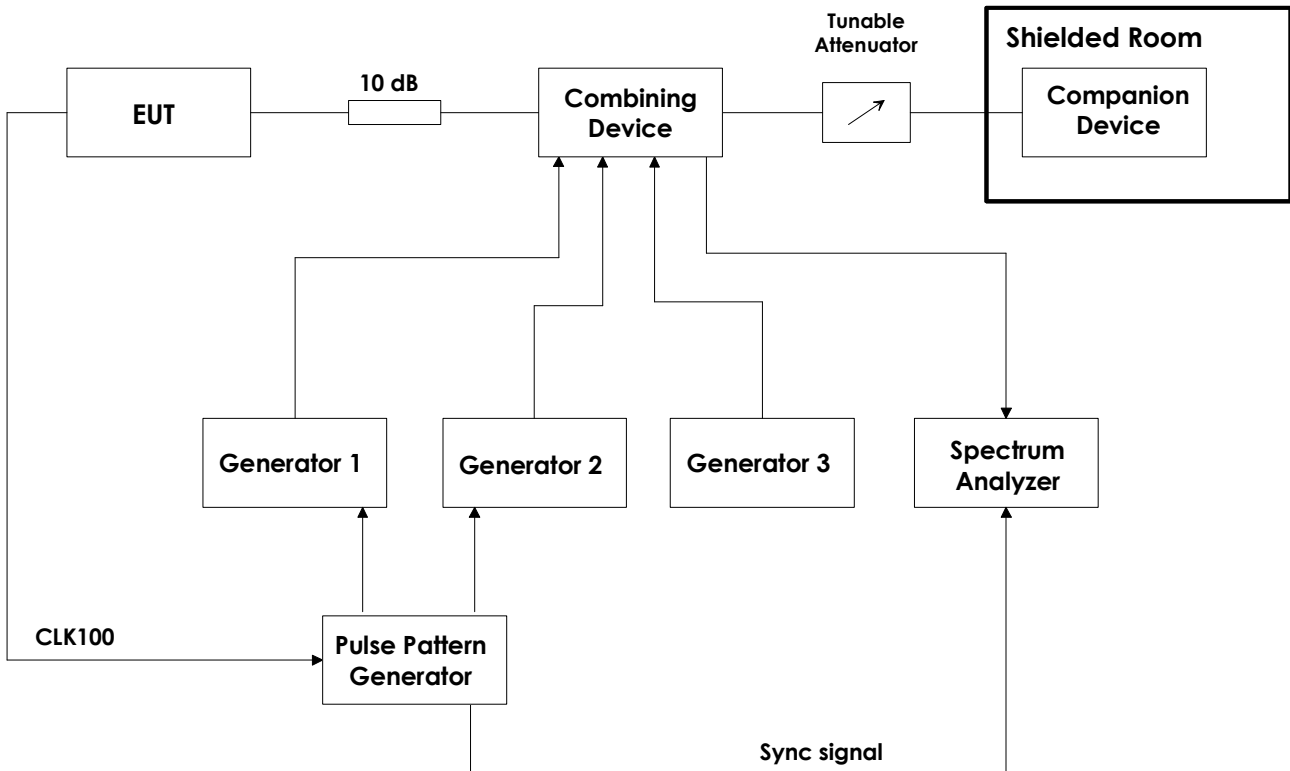 Tunable
Attenuator
Shielded Room
10 dB
EUT
Combining
Device
Companion
Device
Generator 1
Generator 2
Generator 3
Spectrum
Analyzer
CLK100
Pulse Pattern
Generator
Sync signal